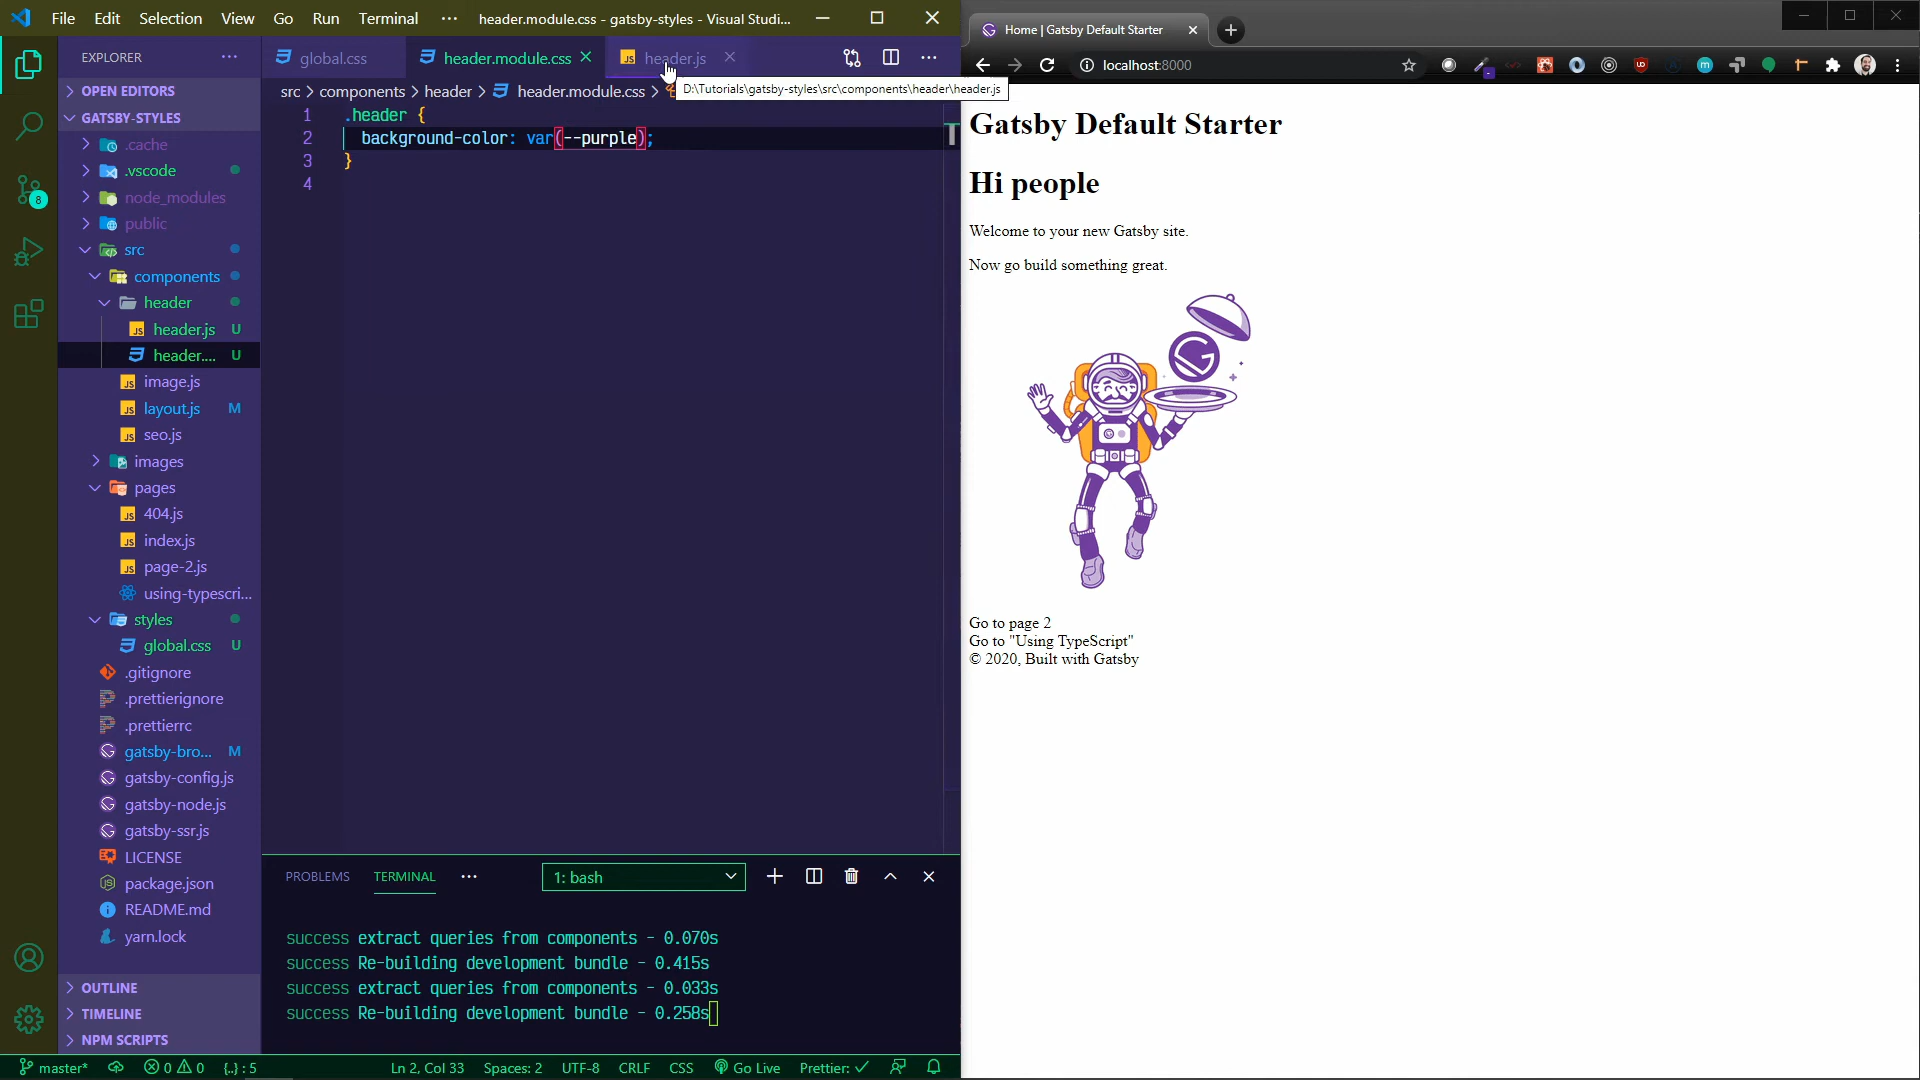 File Edit Selection View Go Run Terminal ··· header.module.css - gatsby-styles - Visual Studi...
EXPLORER ···
OPEN EDITORS
GATSBY-STYLES
.cache
.vscode
node_modules
public
src
components
header
header.js U
header.... U
image.js
layout.js M
seo.js
images
pages
404.js
index.js
page-2.js
using-typescri...
styles
global.css U
.gitignore
.prettierignore
.prettierrc
gatsby-bro... M
gatsby-config.js
gatsby-node.js
gatsby-ssr.js
LICENSE
package.json
README.md
yarn.lock
OUTLINE
TIMELINE
NPM SCRIPTS
8
global.css header.module.css header.js
src > components > header > header.module.css >
D:\Tutorials\gatsby-styles\src\components\header\header.js
1 .header {
2 background-color: var(--purple);
3 }
4
PROBLEMS TERMINAL ··· 1: bash
success extract queries from components - 0.070s
success Re-building development bundle - 0.415s
success extract queries from components - 0.033s
success Re-building development bundle - 0.258s
master* 0 0 {..} : 5 Ln 2, Col 33 Spaces: 2 UTF-8 CRLF CSS Go Live Prettier: ✓
Home | Gatsby Default Starter
localhost:8000
Gatsby Default Starter
Hi people
Welcome to your new Gatsby site.
Now go build something great.
Go to page 2
Go to "Using TypeScript"
© 2020, Built with Gatsby